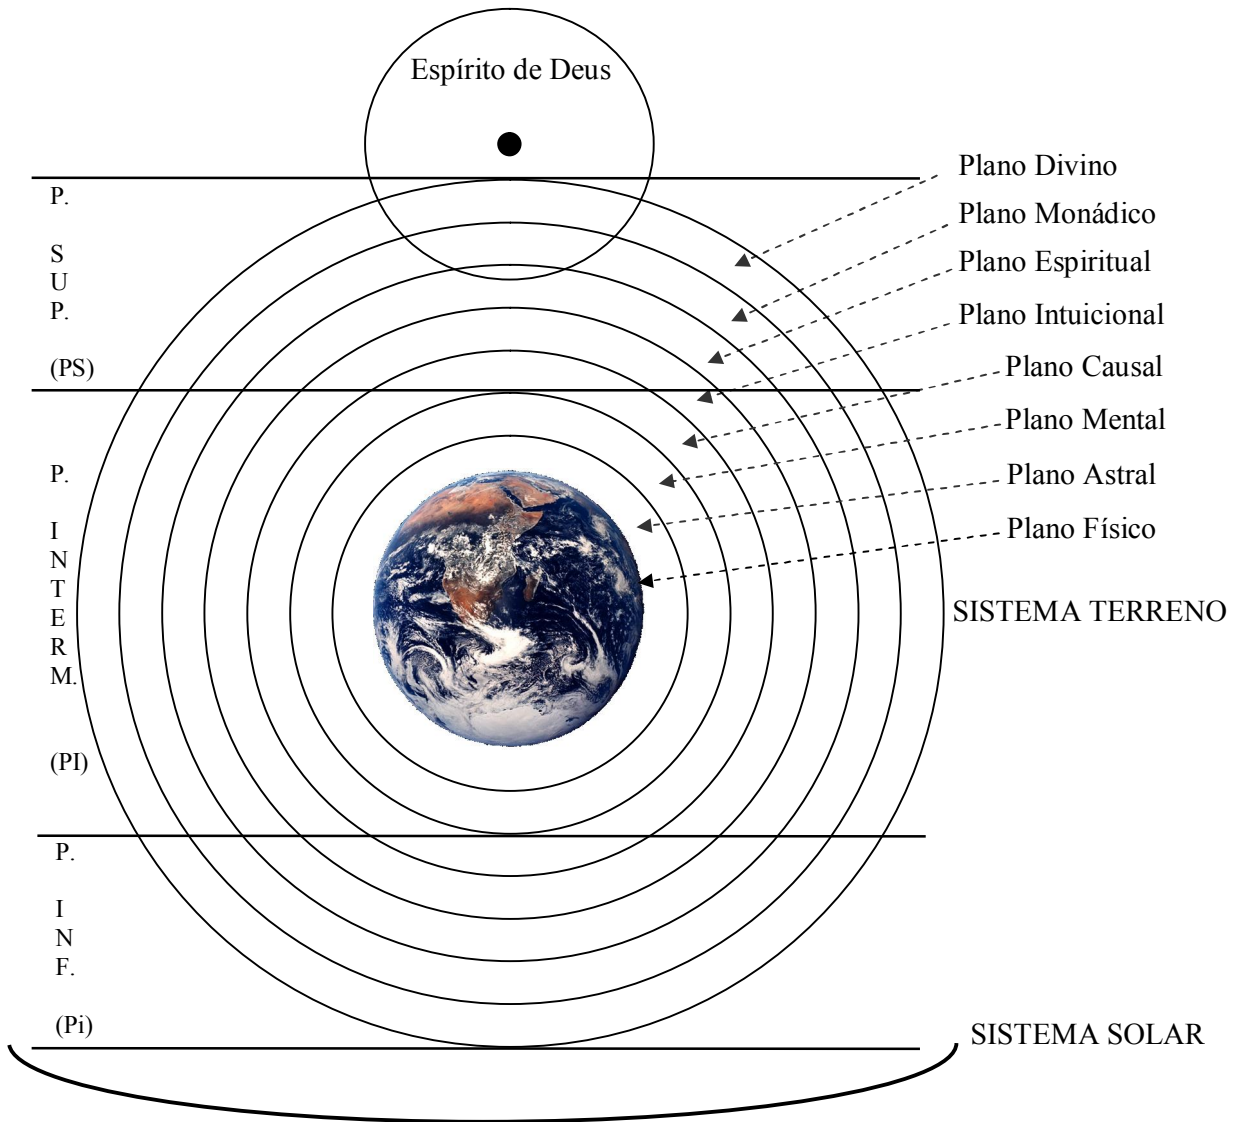 Espírito de Deus
Plano Divino
Plano Monádico
Plano Espiritual
Plano Intuicional
Plano Causal
Plano Mental
Plano Astral
Plano Físico
SISTEMA TERRENO
SISTEMA SOLAR
P.
S
U
P.
(PS)
P.
I
N
T
E
R
M.
(PI)
P.
I
N
F.
(Pi)